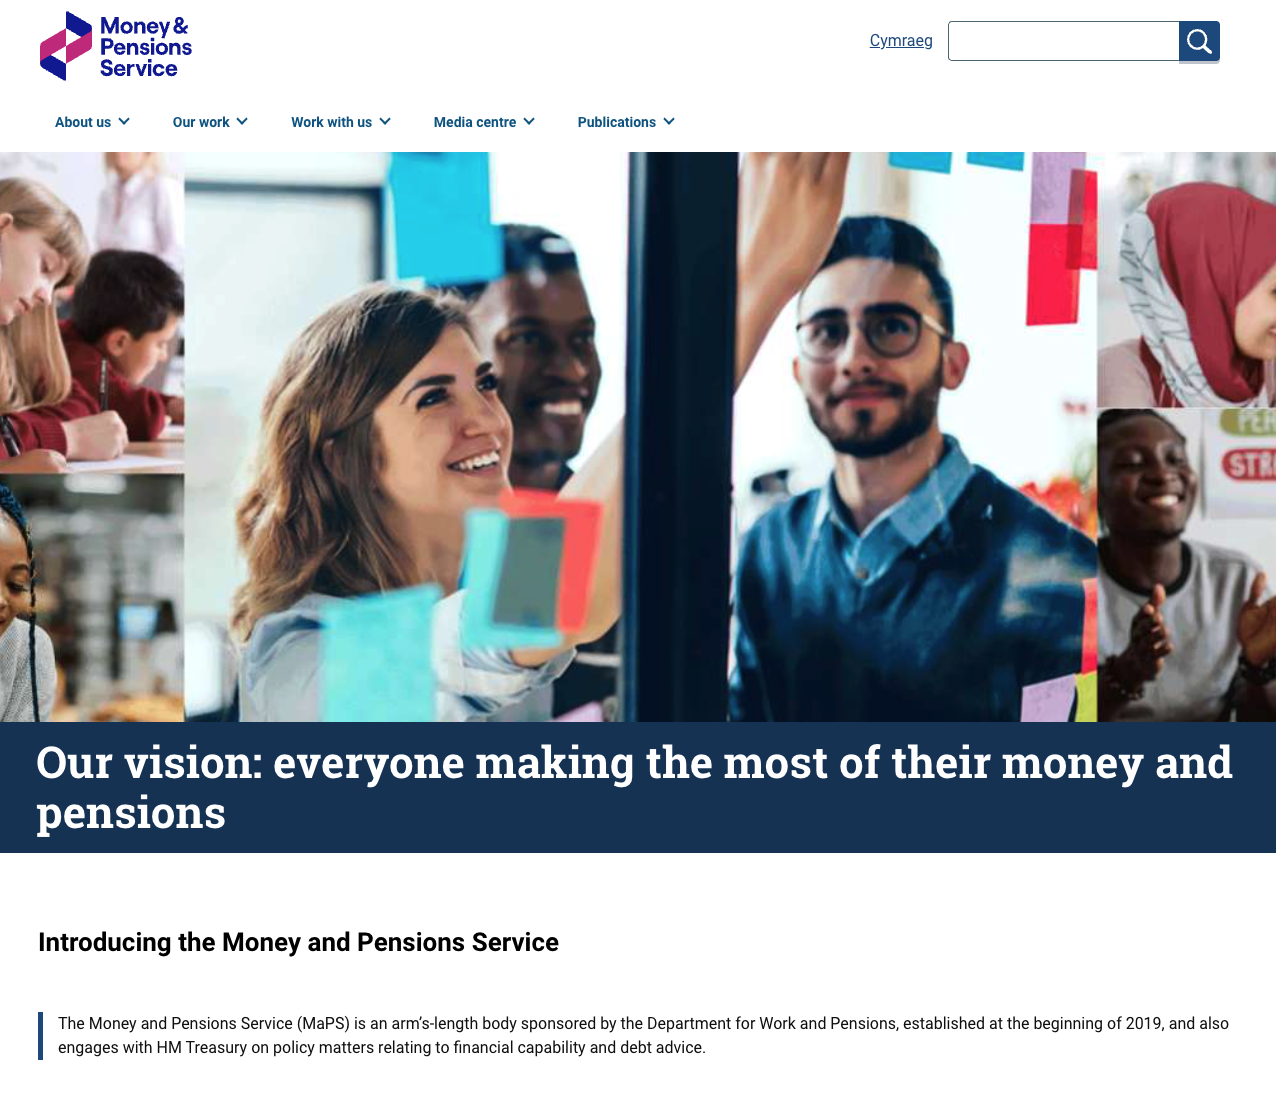 Money &
Pensions
Service
Cymraeg
About us
Our work
Work with us
Media centre
Publications
STRO
Our vision: everyone making the most of their money and
pensions
Introducing the Money and Pensions Service
The Money and Pensions Service (MaPS) is an arm’s-length body sponsored by the Department for Work and Pensions, established at the beginning of 2019, and also
engages with HM Treasury on policy matters relating to financial capability and debt advice.